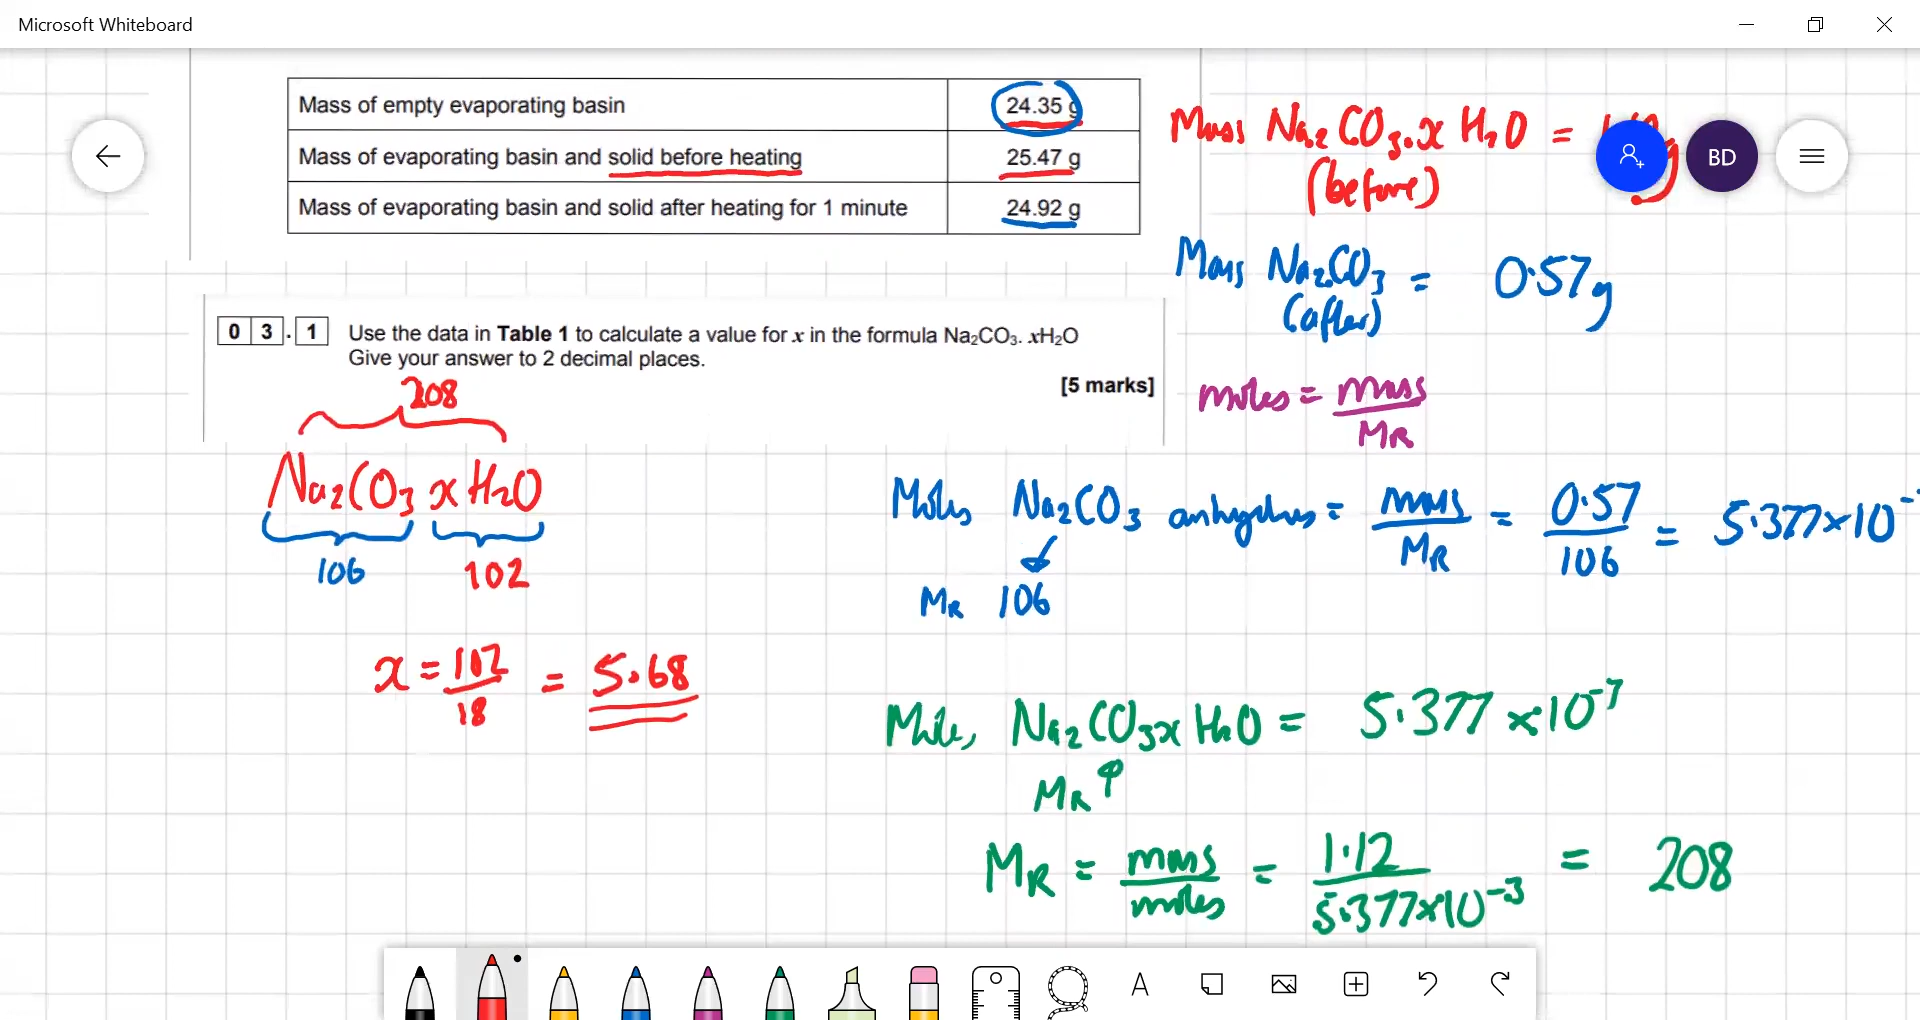 Microsoft Whiteboard
Mass of empty evaporating basin 24.35 g
Mass of evaporating basin and solid before heating 25.47 g
Mass of evaporating basin and solid after heating for 1 minute 24.92 g
Mass Na₂CO₃.x H₂O =
(before)
BD
Mass Na₂CO₃ = 0.57g
(after)
0 3 . 1 Use the data in Table 1 to calculate a value for x in the formula Na₂CO₃. xH₂O
Give your answer to 2 decimal places.
[5 marks]
208
Na₂CO₃ x H₂O
106 102
x = 102/18 = 5.68
moles = mass/MR
Moles Na₂CO₃ anhydrous = mass/MR = 0.57/106 = 5.377×10⁻
MR 106
Moles Na₂CO₃x H₂O = 5.377 ×10⁻³
MR
MR = mass/moles = 1.12/5.377×10⁻³ = 208
A